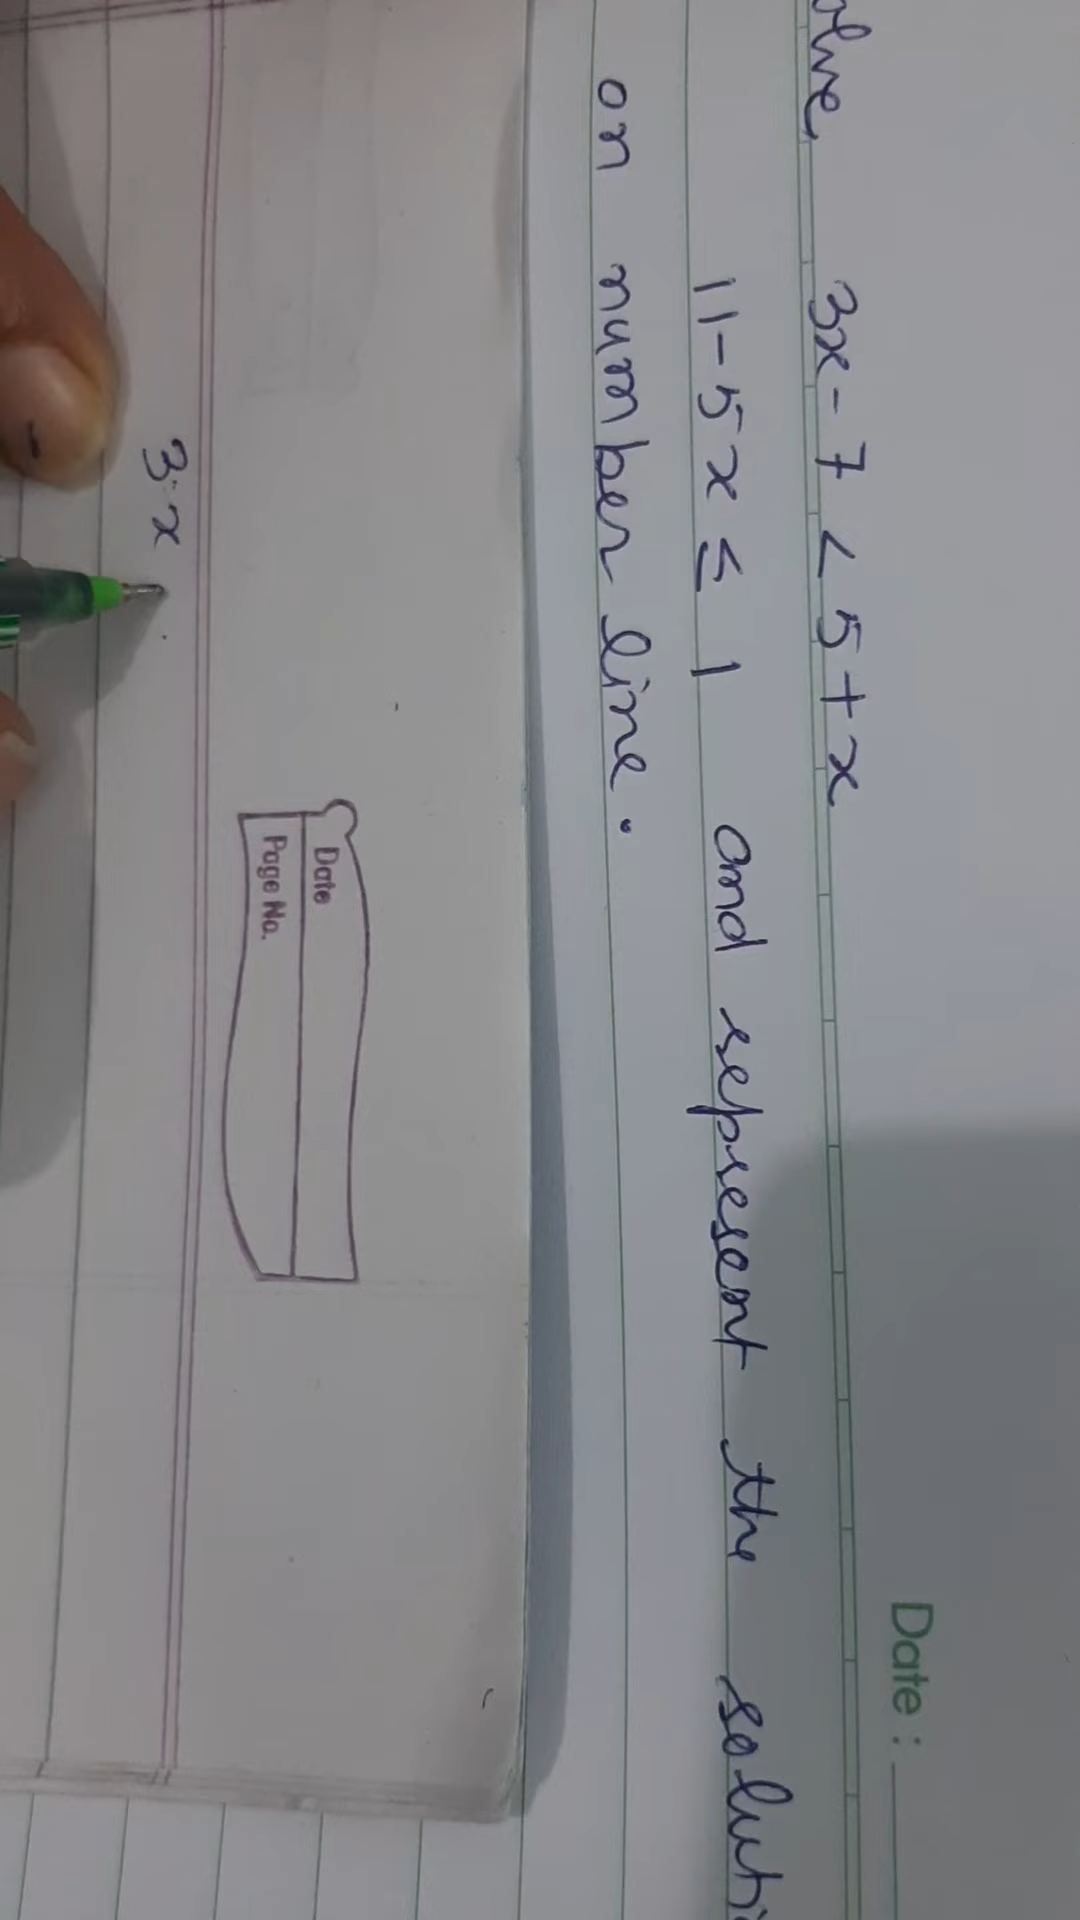 Date :
olve 3x - 7 < 5 + x
11 - 5x ≤ 1 and represent the soluti
on number line.
Date
Page No.
3x